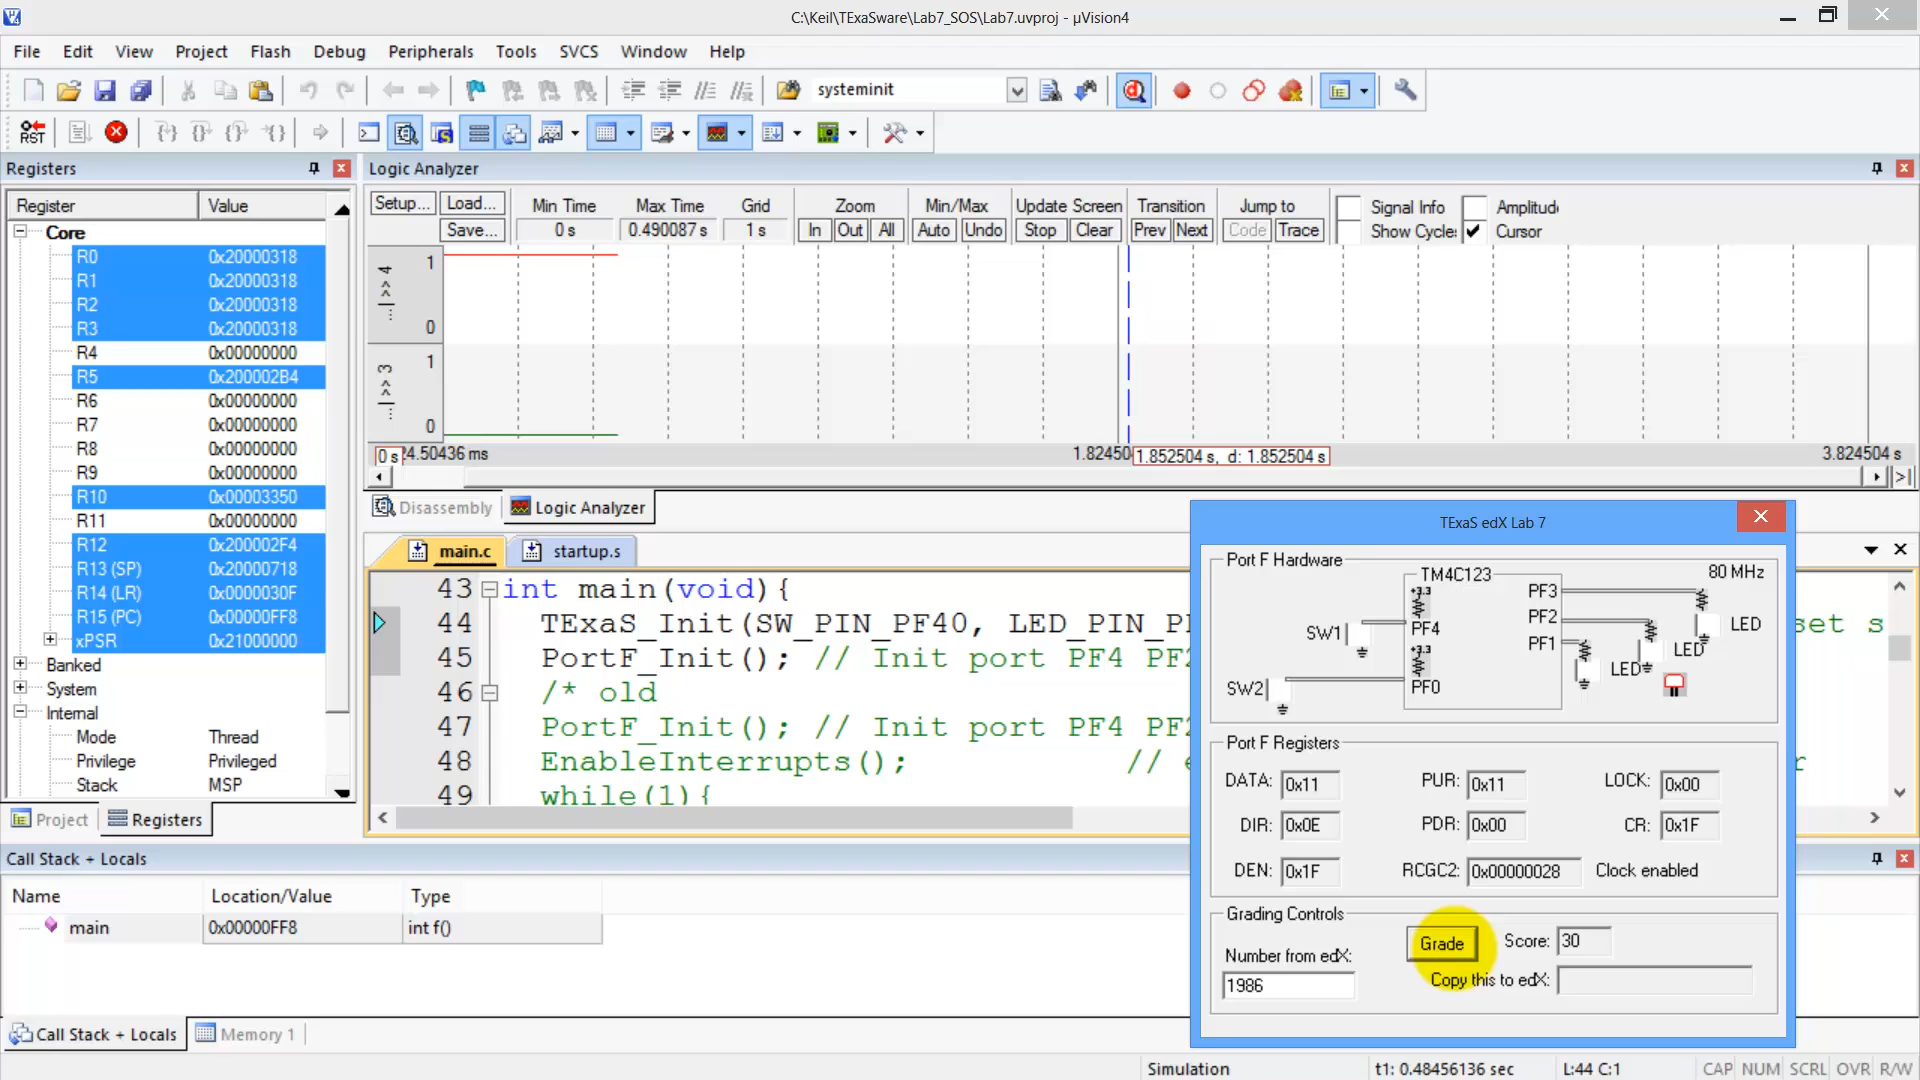 C:\Keil\TExaSware\Lab7_SOS\Lab7.uvproj - µVision4
File Edit View Project Flash Debug Peripherals Tools SVCS Window Help
systeminit
RST
Registers
Register Value
Core
R0 0x20000318
R1 0x20000318
R2 0x20000318
R3 0x20000318
R4 0x00000000
R5 0x200002B4
R6 0x00000000
R7 0x00000000
R8 0x00000000
R9 0x00000000
R10 0x00003350
R11 0x00000000
R12 0x200002F4
R13 (SP) 0x20000718
R14 (LR) 0x0000030F
R15 (PC) 0x00000FF8
xPSR 0x21000000
Banked
System
Internal
Mode Thread
Privilege Privileged
Stack MSP
Project Registers
Logic Analyzer
Setup... Load... Min Time Max Time Grid Zoom Min/Max Update Screen Transition Jump to Signal Info Amplitud
Save... 0 s 0.490087 s 1 s In Out All Auto Undo Stop Clear Prev Next Code Trace Show Cycle Cursor
1
... | >> 4
0
1
... | >> 3
0
0 s 24.50436 ms 1.82450 1.852504 s, d: 1.852504 s 3.824504 s
Disassembly Logic Analyzer
main.c startup.s
43 int main(void){
44 TExaS_Init(SW_PIN_PF40, LED_PIN_P set s
45 PortF_Init(); // Init port PF4 PF2
46 /* old
47 PortF_Init(); // Init port PF4 PF2
48 EnableInterrupts(); // e r
49 while(1){
TExaS edX Lab 7
Port F Hardware
TM4C123 80 MHz
+3.3 PF3
PF2 LED
SW1 PF4 PF1 LED
+3.3 LED
SW2 PF0
Port F Registers
DATA: 0x11 PUR: 0x11 LOCK: 0x00
DIR: 0x0E PDR: 0x00 CR: 0x1F
DEN: 0x1F RCGC2: 0x00000028 Clock enabled
Grading Controls
Number from edX: Grade Score: 30
1986 Copy this to edX:
Call Stack + Locals
Name Location/Value Type
main 0x00000FF8 int f()
Call Stack + Locals Memory 1
Simulation t1: 0.48456136 sec L:44 C:1 CAP NUM SCRL OVR R/W